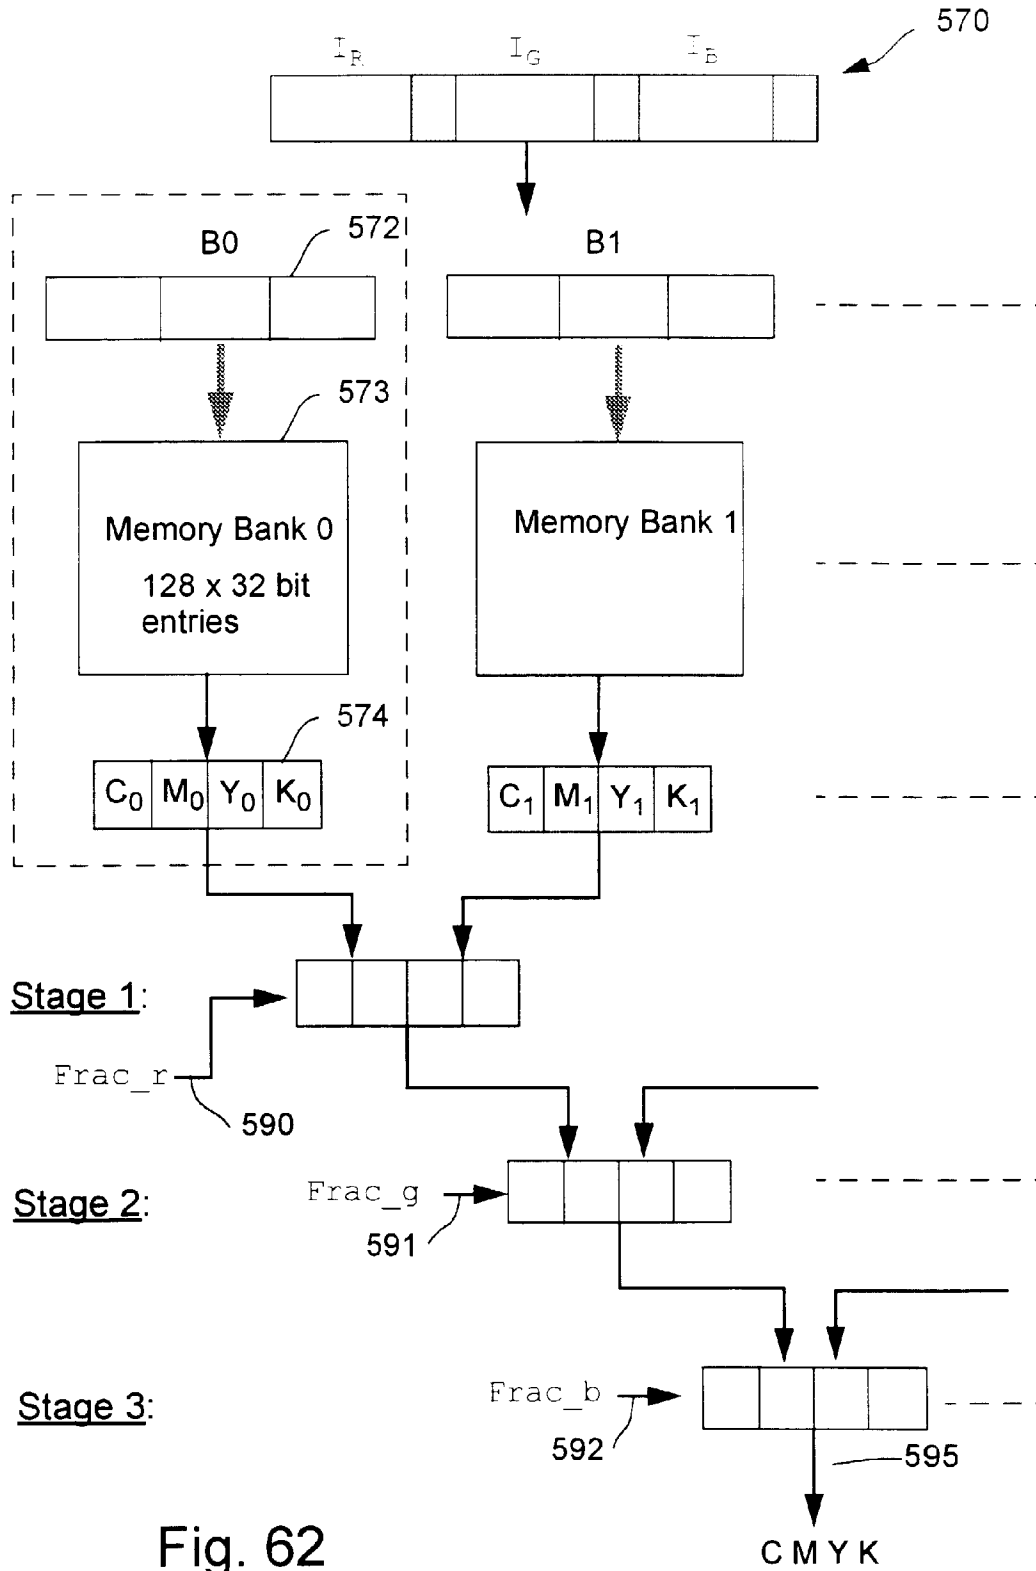 570
I_R I_G I_B
B0
572
B1
573
Memory Bank 0
128 x 32 bit
entries
Memory Bank 1
574
C₀ M₀ Y₀ K₀
C₁ M₁ Y₁ K₁
Stage 1:
Frac_r
590
Stage 2:
Frac_g
591
Stage 3:
Frac_b
592
595
C M Y K
Fig. 62